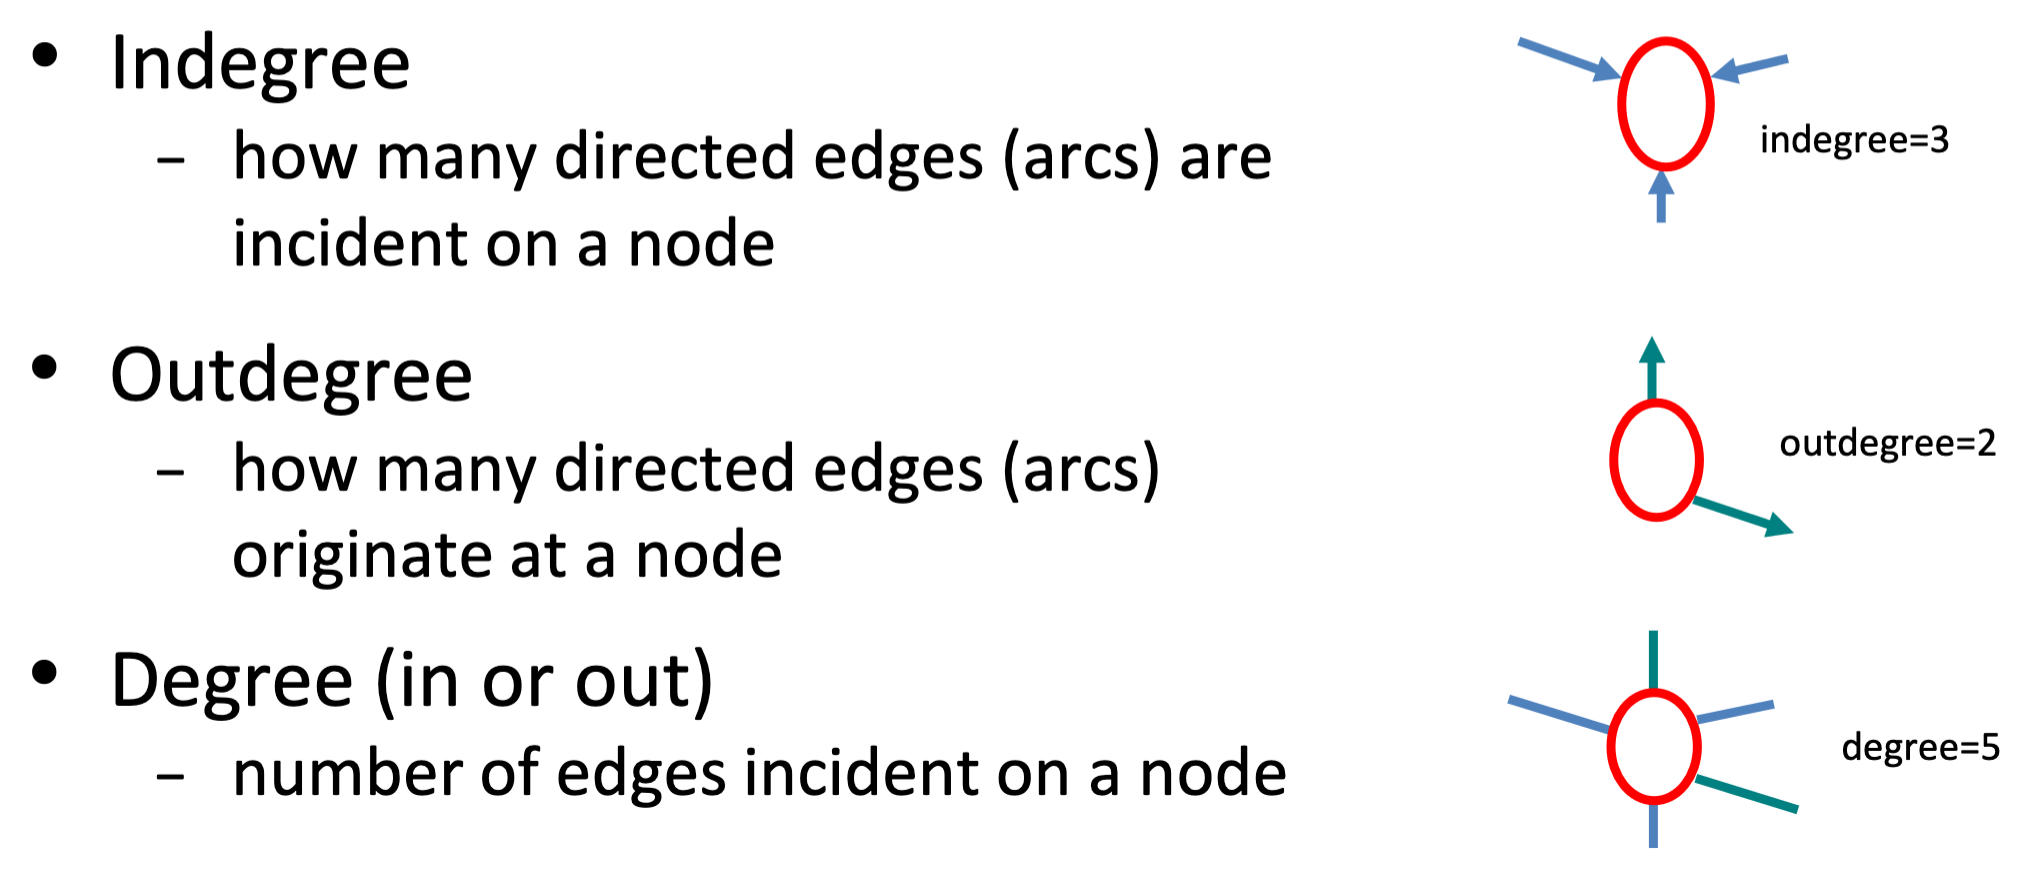 • Indegree
– how many directed edges (arcs) are
incident on a node
indegree=3
• Outdegree
– how many directed edges (arcs)
originate at a node
outdegree=2
• Degree (in or out)
– number of edges incident on a node
degree=5